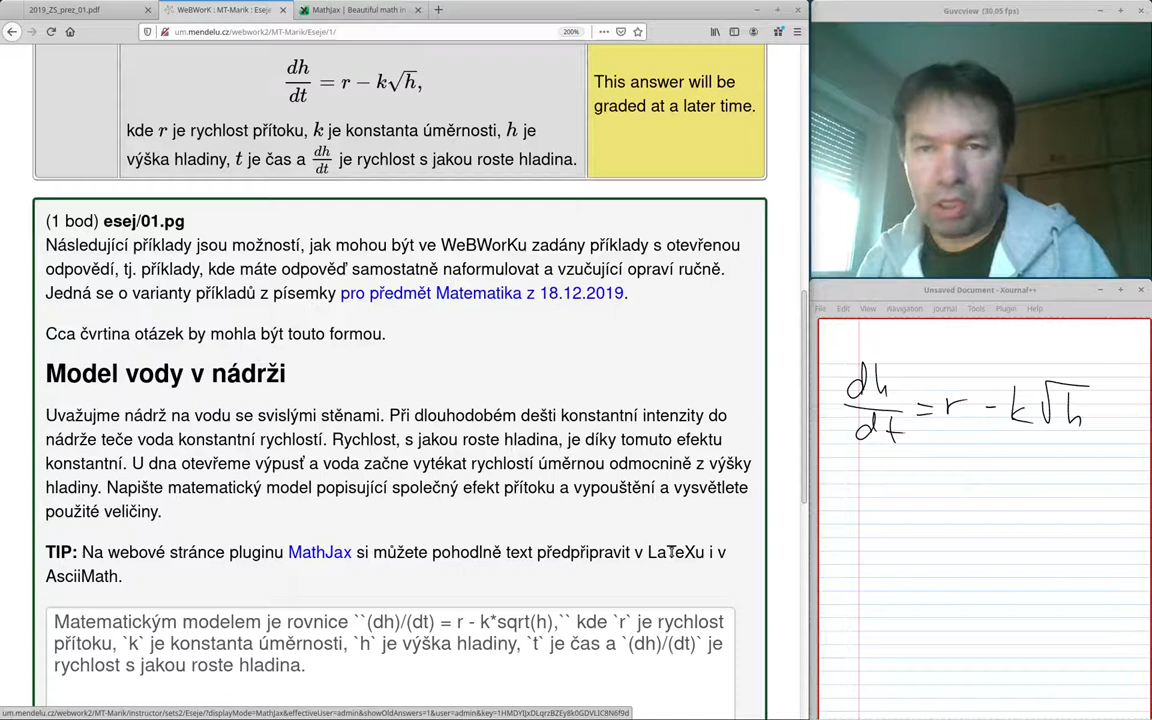 2019_ZS_prez_01.pdf
WeBWorK : MT-Marik : Eseje
MathJax | Beautiful math in
Guvcview (30,05 fps)
um.mendelu.cz/webwork2/MT-Marik/Eseje/1/
200%
dh/dt = r − k√h,
kde r je rychlost přítoku, k je konstanta úměrnosti, h je
výška hladiny, t je čas a dh/dt je rychlost s jakou roste hladina.
This answer will be
graded at a later time.
(1 bod) esej/01.pg
Následující příklady jsou možností, jak mohou být ve WeBWorKu zadány příklady s otevřenou
odpovědí, tj. příklady, kde máte odpověď samostatně naformulovat a vzučující opraví ručně.
Jedná se o varianty příkladů z písemky pro předmět Matematika z 18.12.2019.
Cca čvrtina otázek by mohla být touto formou.
Model vody v nádrži
Uvažujme nádrž na vodu se svislými stěnami. Při dlouhodobém dešti konstantní intenzity do
nádrže teče voda konstantní rychlostí. Rychlost, s jakou roste hladina, je díky tomuto efektu
konstantní. U dna otevřeme výpusť a voda začne vytékat rychlostí úměrnou odmocnině z výšky
hladiny. Napište matematický model popisující společný efekt přítoku a vypouštění a vysvětlete
použité veličiny.
TIP: Na webové stránce pluginu MathJax si můžete pohodlně text předpřipravit v LaTeXu i v
AsciiMath.
Matematickým modelem je rovnice ``(dh)/(dt) = r - k*sqrt(h),`` kde `r` je rychlost
přítoku, `k` je konstanta úměrnosti, `h` je výška hladiny, `t` je čas a `(dh)/(dt)` je
rychlost s jakou roste hladina.
Unsaved Document - Xournal++
File Edit View Navigation Journal Tools Plugin Help
dh/dt = r - k√h